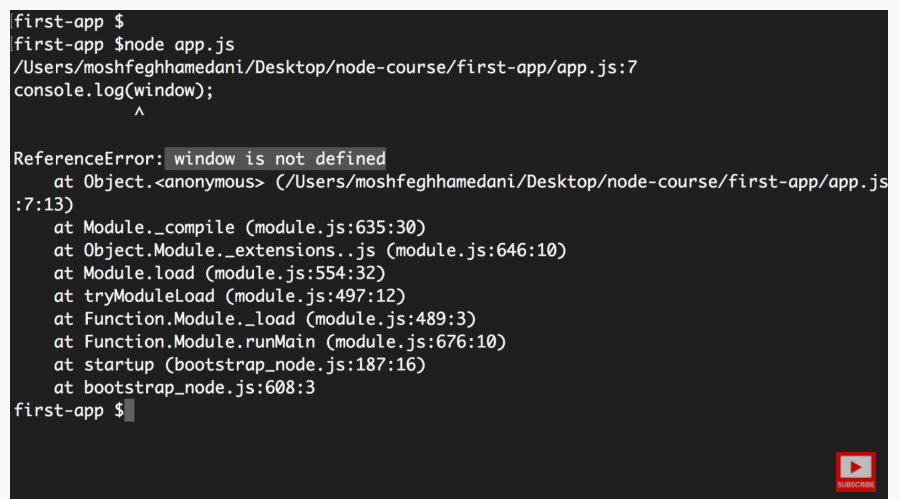 first-app $
first-app $node app.js
/Users/moshfeghhamedani/Desktop/node-course/first-app/app.js:7
console.log(window);
            ^
ReferenceError: window is not defined
    at Object.<anonymous> (/Users/moshfeghhamedani/Desktop/node-course/first-app/app.js
:7:13)
    at Module._compile (module.js:635:30)
    at Object.Module._extensions..js (module.js:646:10)
    at Module.load (module.js:554:32)
    at tryModuleLoad (module.js:497:12)
    at Function.Module._load (module.js:489:3)
    at Function.Module.runMain (module.js:676:10)
    at startup (bootstrap_node.js:187:16)
    at bootstrap_node.js:608:3
first-app $
SUBSCRIBE